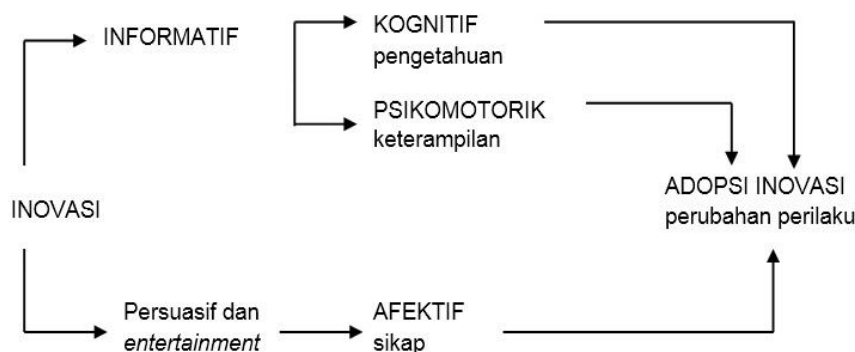 INFORMATIF
KOGNITIF
pengetahuan
PSIKOMOTORIK
keterampilan
INOVASI
ADOPSI INOVASI
perubahan perilaku
Persuasif dan
entertainment
AFEKTIF
sikap